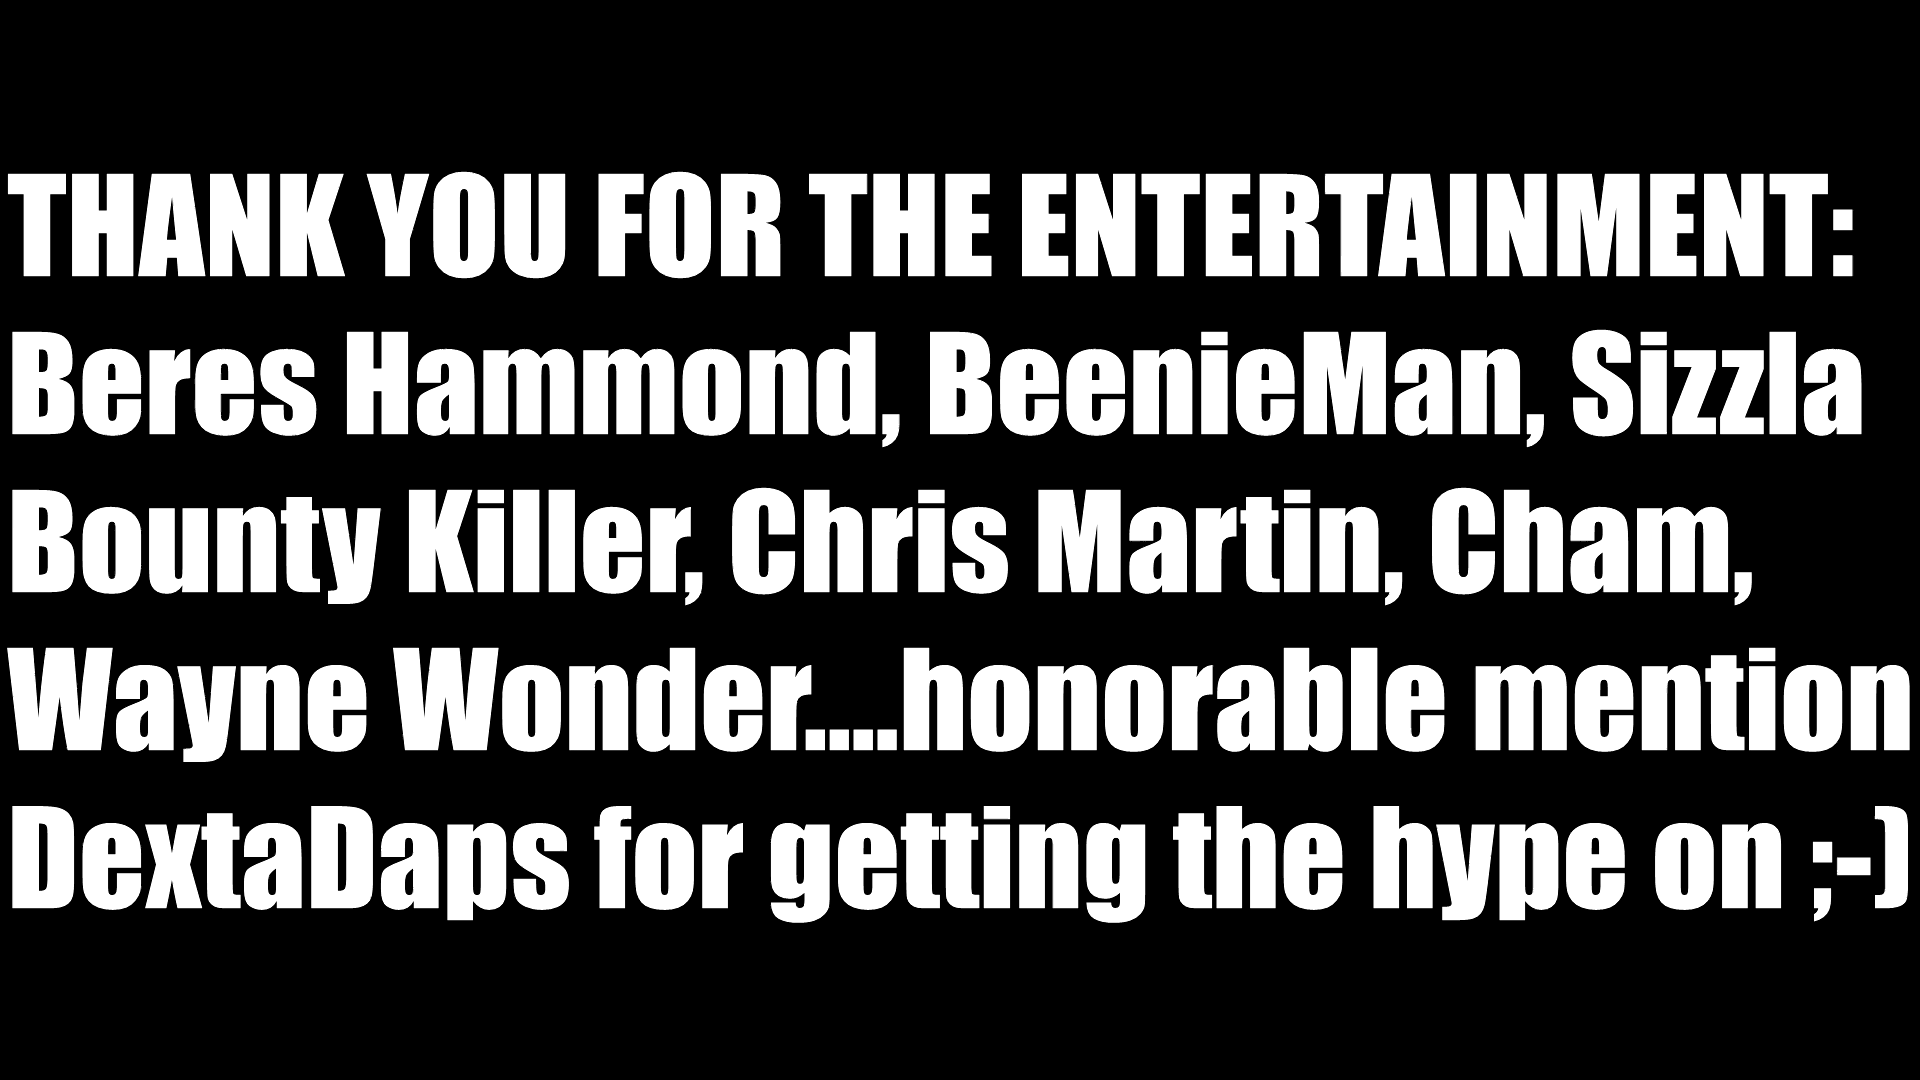 THANK YOU FOR THE ENTERTAINMENT:
Beres Hammond, BeenieMan, Sizzla
Bounty Killer, Chris Martin, Cham,
Wayne Wonder....honorable mention
DextaDaps for getting the hype on ;-)